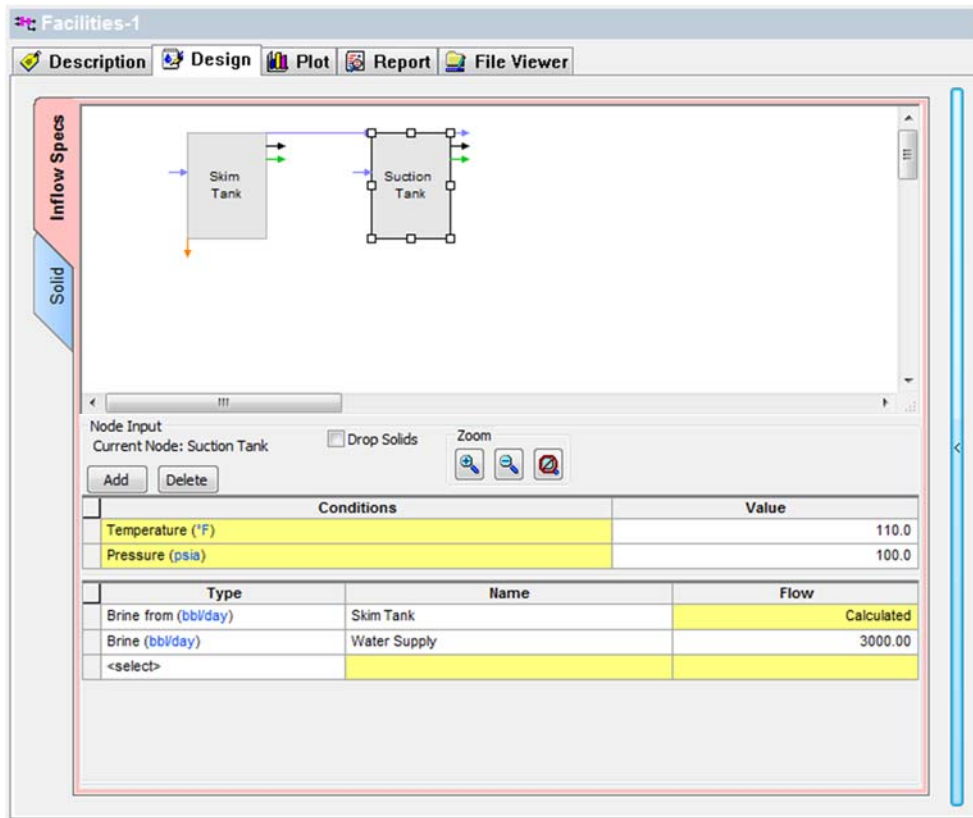 Facilities-1
Description Design Plot Report File Viewer
Inflow Specs
Solid
Skim
Tank
Suction
Tank
Node Input
Current Node: Suction Tank
Drop Solids
Zoom
Add Delete
Conditions Value
Temperature (°F) 110.0
Pressure (psia) 100.0
Type Name Flow
Brine from (bbl/day) Skim Tank Calculated
Brine (bbl/day) Water Supply 3000.00
<select>